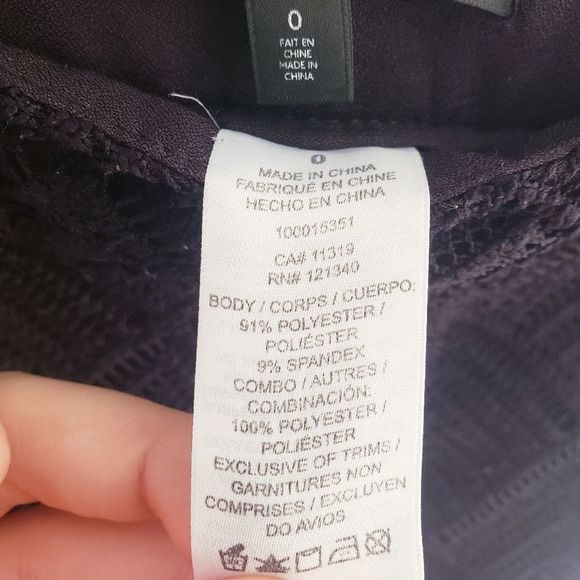 0
FAIT EN
CHINE
MADE IN
CHINA
0
MADE IN CHINA
FABRIQUÉ EN CHINE
HECHO EN CHINA
100015351
CA# 11319
RN# 121340
BODY / CORPS / CUERPO:
91% POLYESTER /
POLIÉSTER
9% SPANDEX
COMBO / AUTRES /
COMBINACIÓN:
100% POLYESTER /
POLIÉSTER
EXCLUSIVE OF TRIMS /
GARNITURES NON
COMPRISES / EXCLUYEN
DO AVIOS